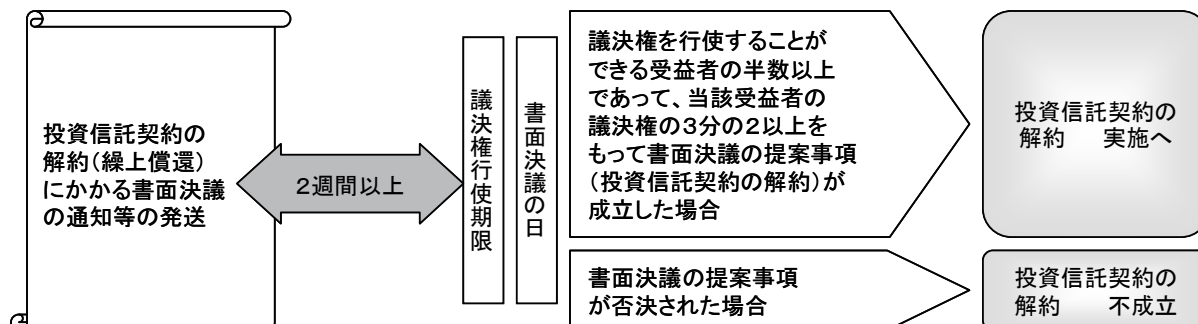 投資信託契約の
解約（繰上償還）
にかかる書面決議
の通知等の発送
２週間以上
議決権行使期限
書面決議の日
議決権を行使することが
できる受益者の半数以上
であって、当該受益者の
議決権の３分の２以上を
もって書面決議の提案事項
（投資信託契約の解約）が
成立した場合
投資信託契約の
解約　　実施へ
書面決議の提案事項
が否決された場合
投資信託契約の
解約　　不成立